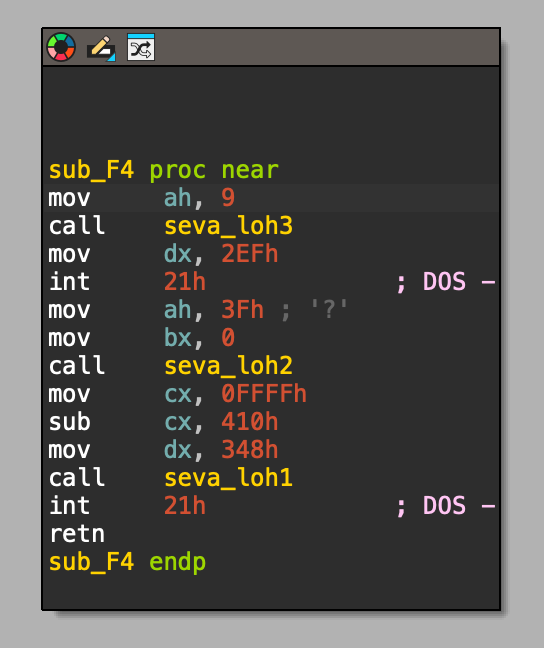 sub_F4 proc near
mov ah, 9
call seva_loh3
mov dx, 2EFh
int 21h ; DOS -
mov ah, 3Fh ; '?'
mov bx, 0
call seva_loh2
mov cx, 0FFFFh
sub cx, 410h
mov dx, 348h
call seva_loh1
int 21h ; DOS -
retn
sub_F4 endp